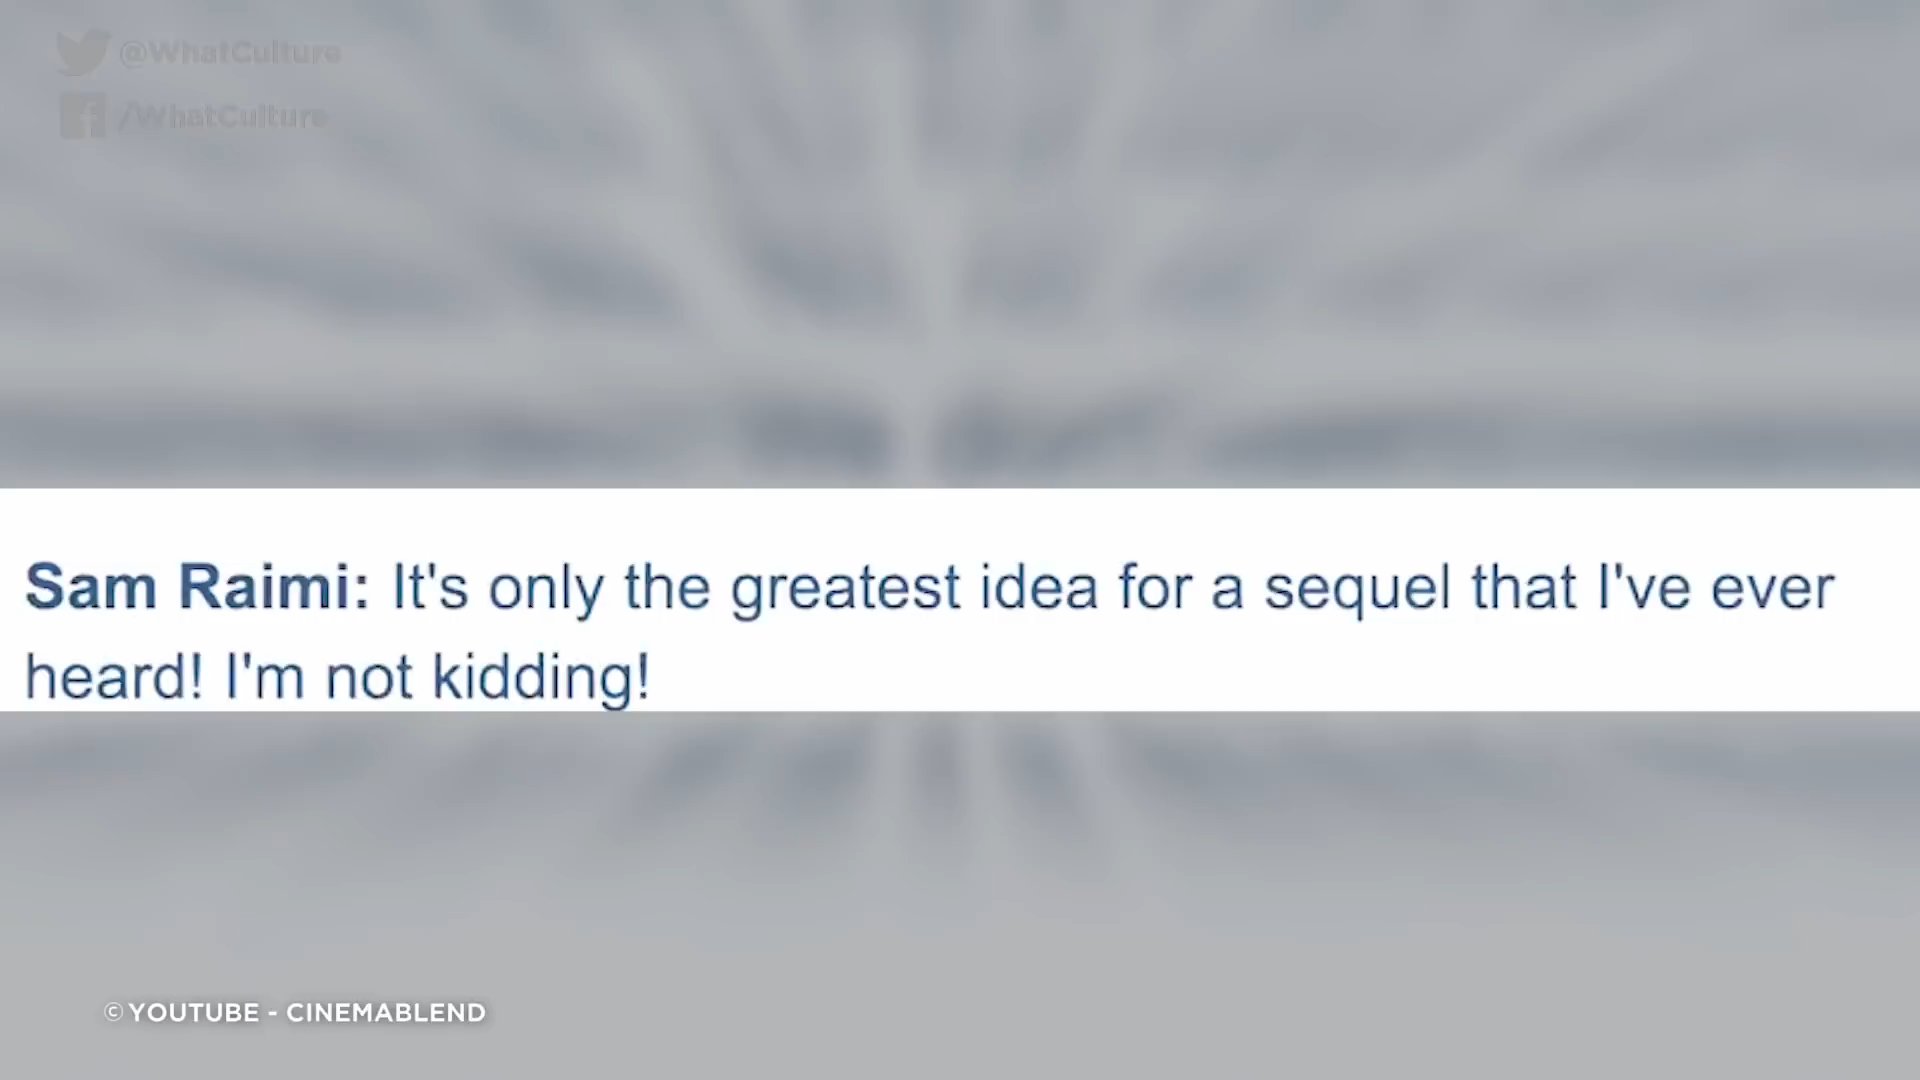 @WhatCulture
/WhatCulture
Sam Raimi: It's only the greatest idea for a sequel that I've ever
heard! I'm not kidding!
©YOUTUBE - CINEMABLEND